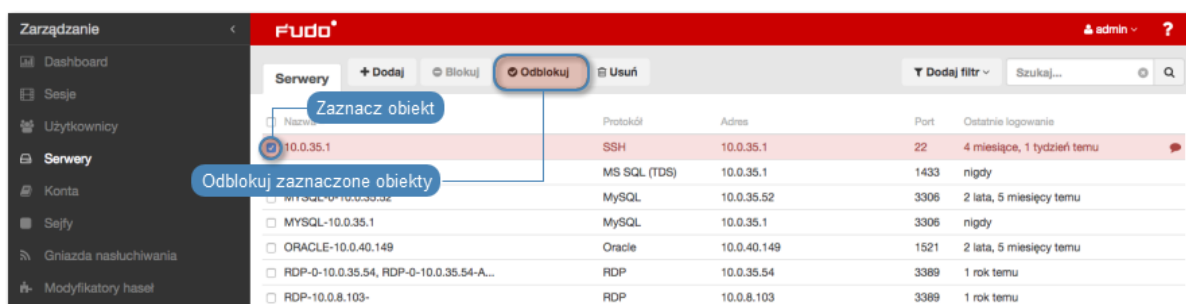 Zarządzanie
Fudo
admin
?
Dashboard
Sesje
Użytkownicy
Serwery
Konta
Sejfy
Gniazda nasłuchiwania
Modyfikatory haseł
Serwery
+ Dodaj
Blokuj
Odblokuj
Usuń
Dodaj filtr
Szukaj...
Zaznacz obiekt
Protokół Adres Port Ostatnie logowanie
10.0.35.1 SSH 10.0.35.1 22 4 miesiące, 1 tydzień temu
Odblokuj zaznaczone obiekty
MS SQL (TDS) 10.0.35.1 1433 nigdy
MYSQL-0-10.0.35.52 MySQL 10.0.35.52 3306 2 lata, 5 miesięcy temu
MYSQL-10.0.35.1 MySQL 10.0.35.1 3306 nigdy
ORACLE-10.0.40.149 Oracle 10.0.40.149 1521 2 lata, 5 miesięcy temu
RDP-0-10.0.35.54, RDP-0-10.0.35.54-A... RDP 10.0.35.54 3389 1 rok temu
RDP-10.0.8.103- RDP 10.0.8.103 3389 1 rok temu